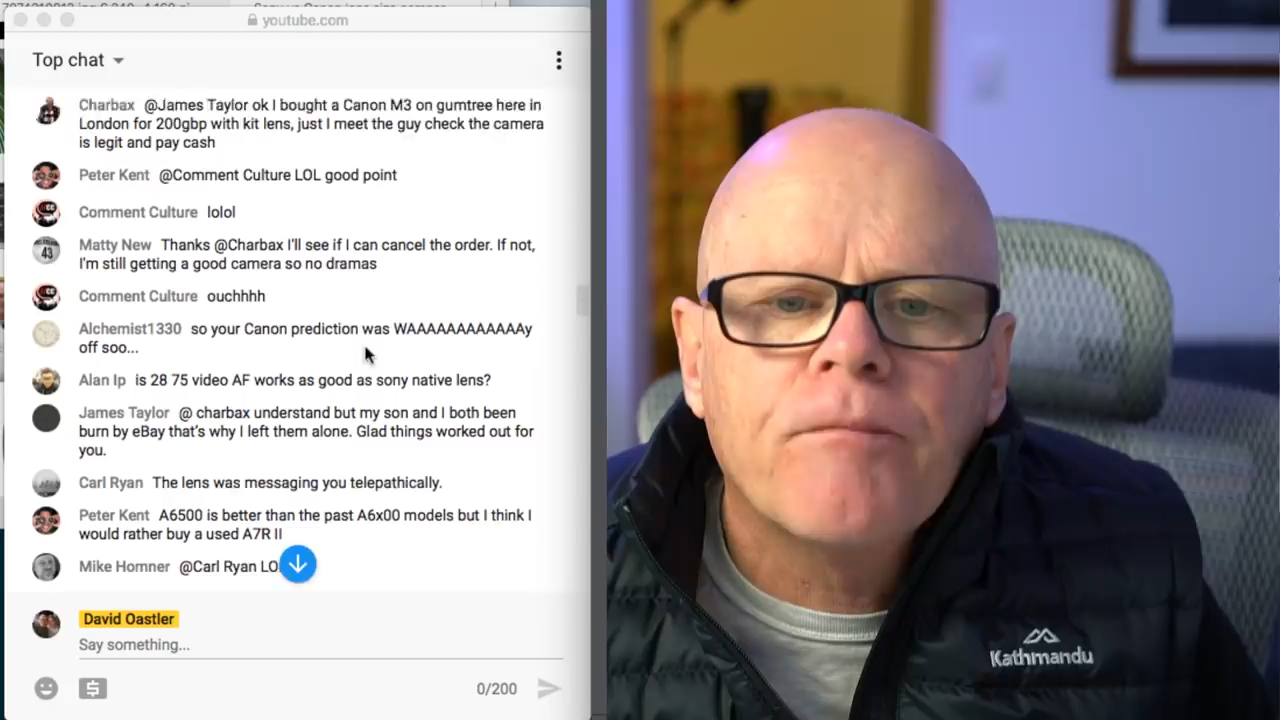 youtube.com
Top chat
Charbax @James Taylor ok I bought a Canon M3 on gumtree here in
London for 200gbp with kit lens, just I meet the guy check the camera
is legit and pay cash
Peter Kent @Comment Culture LOL good point
Comment Culture lolol
Matty New Thanks @Charbax I'll see if I can cancel the order. If not,
I'm still getting a good camera so no dramas
Comment Culture ouchhhh
Alchemist1330 so your Canon prediction was WAAAAAAAAAAAAy
off soo...
Alan Ip is 28 75 video AF works as good as sony native lens?
James Taylor @ charbax understand but my son and I both been
burn by eBay that's why I left them alone. Glad things worked out for
you.
Carl Ryan The lens was messaging you telepathically.
Peter Kent A6500 is better than the past A6x00 models but I think I
would rather buy a used A7R II
Mike Homner @Carl Ryan LO
David Oastler
Say something...
0/200
Kathmandu